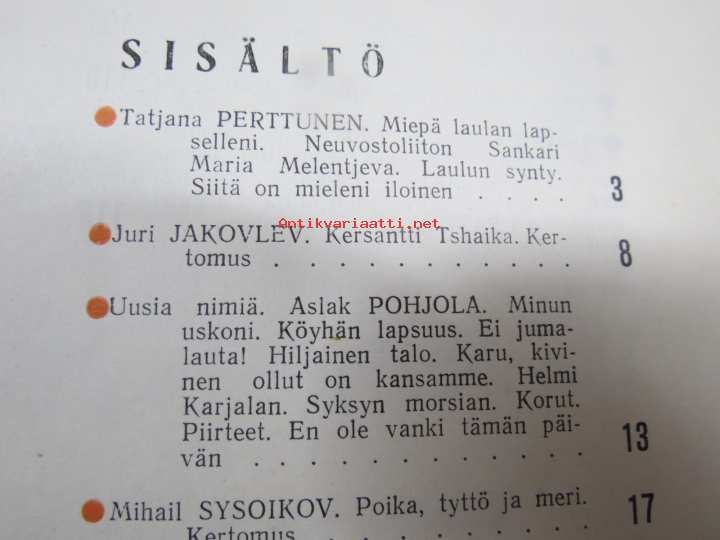 SISÄLTÖ
Tatjana PERTTUNEN. Miepä laulan lap-
selleni. Neuvostoliiton Sankari
Maria Melentjeva. Laulun synty.
Siitä on mieleni iloinen . . . . 3
Antikvariaatti.net
Juri JAKOVLEV. Kersantti Tshaika. Ker-
tomus . . . . . . . . . . . . 8
Uusia nimiä. Aslak POHJOLA. Minun
uskoni. Köyhän lapsuus. Ei juma-
lauta! Hiljainen talo. Karu, kivi-
nen ollut on kansamme. Helmi
Karjalan. Syksyn morsian. Korut.
Piirteet. En ole vanki tämän päi-
vän . . . . . . . . . . . . 13
Mihail SYSOIKOV. Poika, tyttö ja meri. 17
Kertomus . . . . . . . . . .